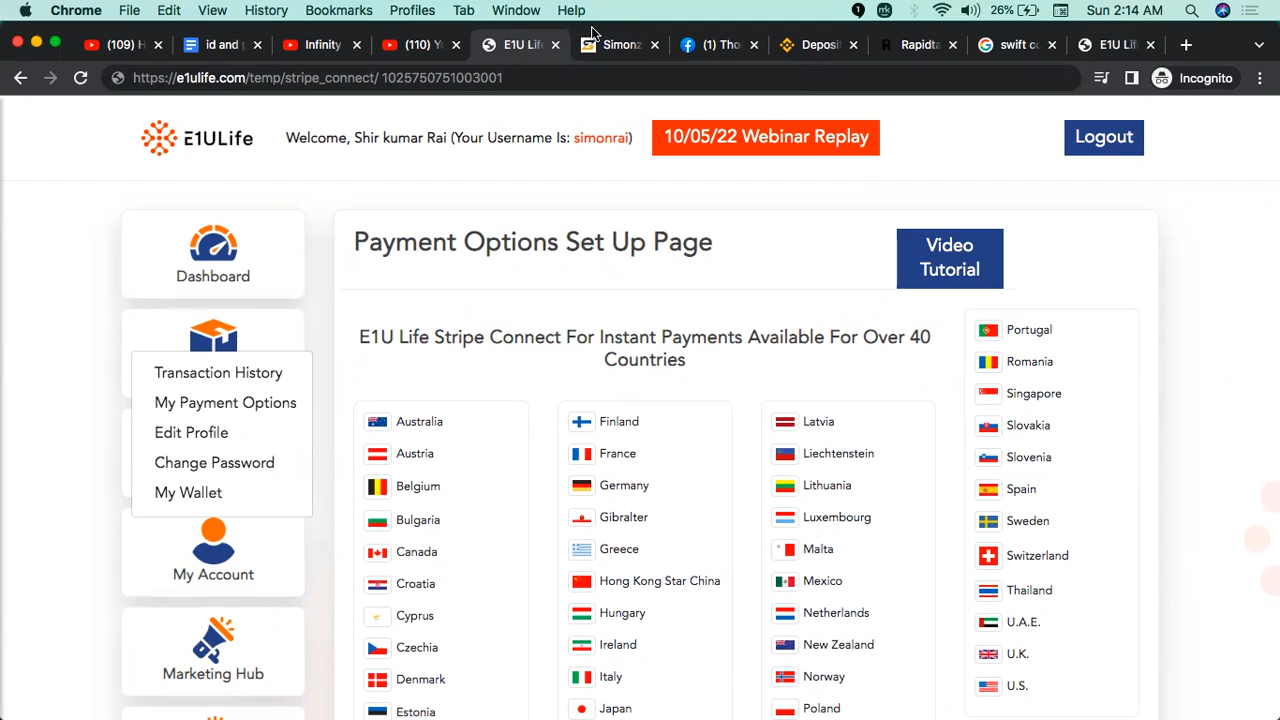 Chrome File Edit View History Bookmarks Profiles Tab Window Help 1 26% Sun 2:14 AM
(109) H
id and p
Infinity
(110) Y
E1U Life
Simonz
(1) Tho
Deposi
Rapidta
swift co
E1U Lif
https://e1ulife.com/temp/stripe_connect/ 1025750751003001 Incognito
E1ULife Welcome, Shir kumar Rai (Your Username Is: simonrai) 10/05/22 Webinar Replay Logout
Dashboard
Transaction History
My Payment Options
Edit Profile
Change Password
My Wallet
My Account
Marketing Hub
Payment Options Set Up Page
Video
Tutorial
E1U Life Stripe Connect For Instant Payments Available For Over 40
Countries
Australia
Austria
Belgium
Bulgaria
Canada
Croatia
Cyprus
Czechia
Denmark
Estonia
Finland
France
Germany
Gibralter
Greece
Hong Kong Star China
Hungary
Ireland
Italy
Japan
Latvia
Liechtenstein
Lithuania
Luxembourg
Malta
Mexico
Netherlands
New Zealand
Norway
Poland
Portugal
Romania
Singapore
Slovakia
Slovenia
Spain
Sweden
Switzerland
Thailand
U.A.E.
U.K.
U.S.